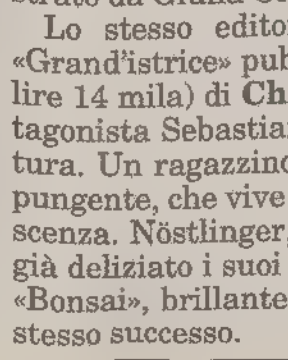 Lo stesso edito
«Grand'istrice» pub
lire 14 mila) di Ch
tagonista Sebastia
tura. Un ragazzino
pungente, che vive
scenza. Nöstlinger,
già deliziato i suoi
«Bonsai», brillante
stesso successo.